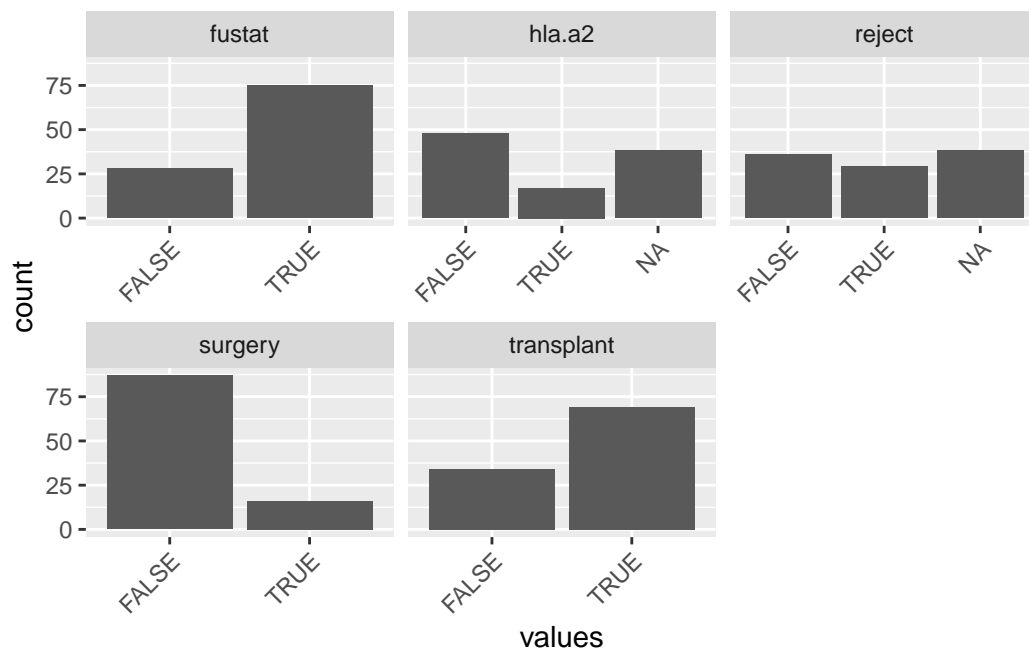 fustat hla.a2 reject
75
50
25
0
FALSE TRUE FALSE TRUE NA FALSE TRUE NA
count
surgery transplant
75
50
25
0
FALSE TRUE FALSE TRUE
values